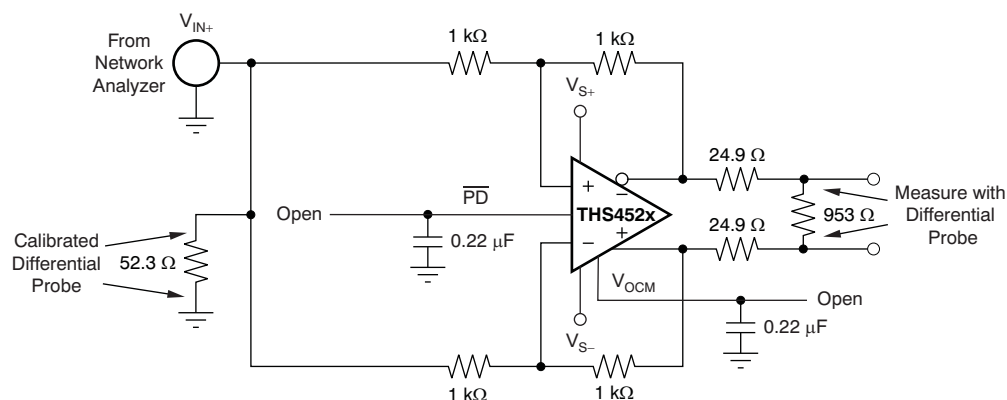 V_IN+
From
Network
Analyzer
1 kΩ
1 kΩ
V_S+
24.9 Ω
Open
P̅D̅
+
−
THS452x
−
+
Measure with
Differential
Probe
953 Ω
24.9 Ω
0.22 μF
Calibrated
Differential
Probe
52.3 Ω
V_OCM
Open
V_S−
0.22 μF
1 kΩ
1 kΩ